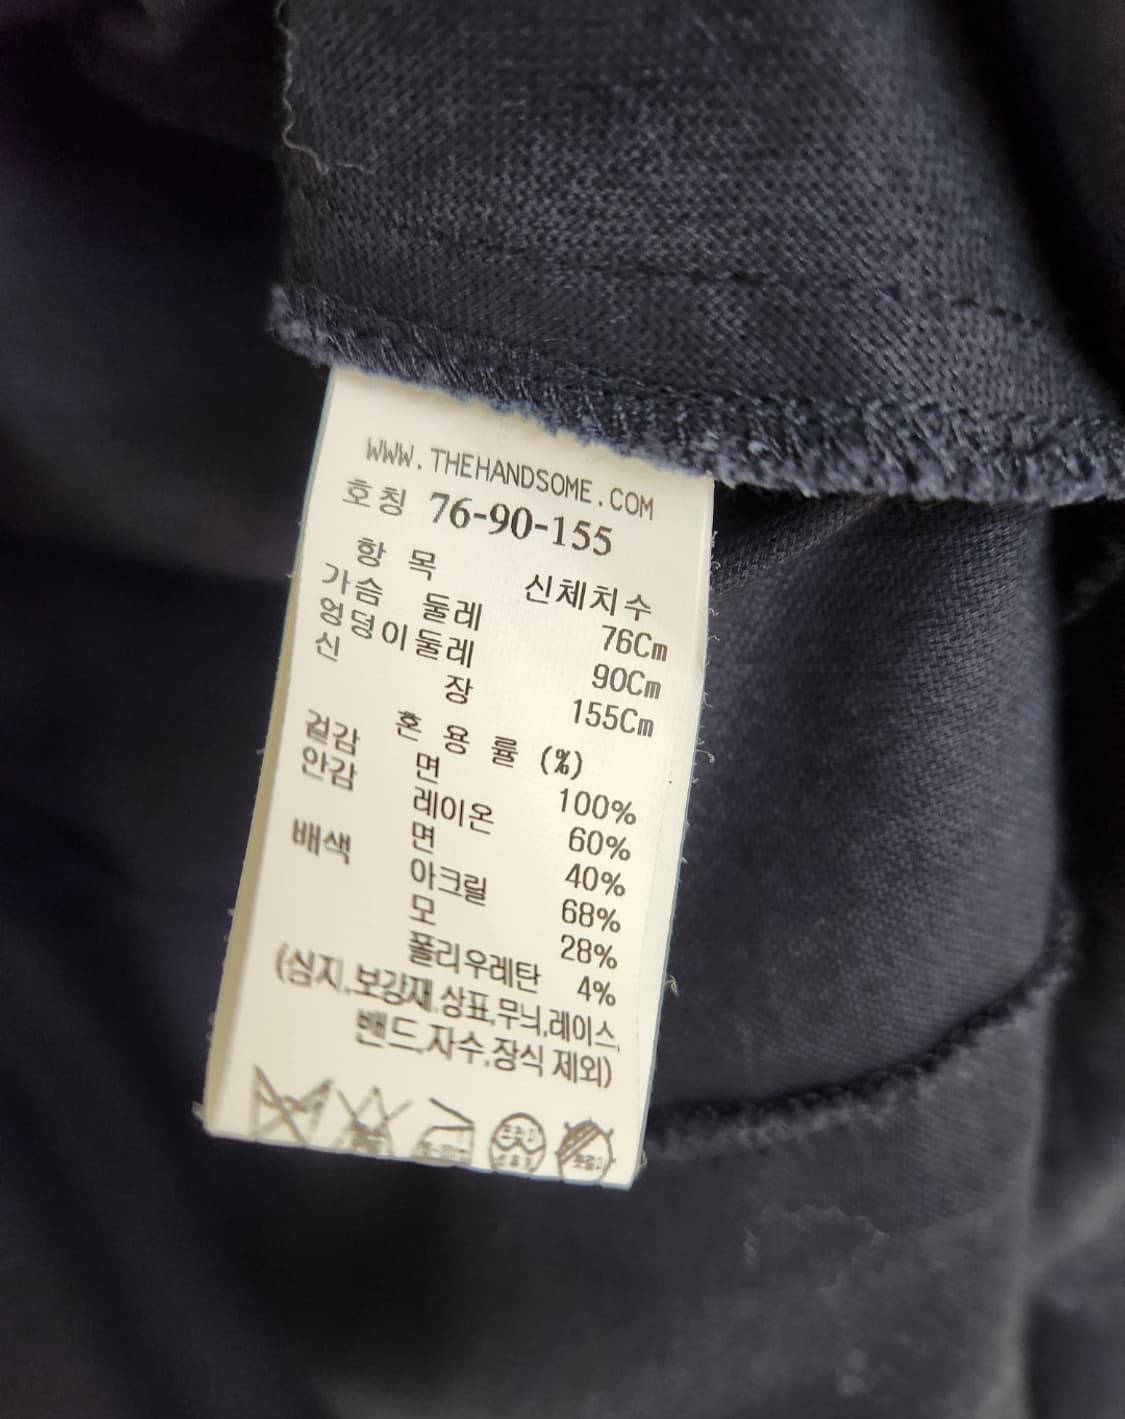 WWW.THEHANDSOME.COM
호칭 76-90-155
항 목 신체치수
가슴 둘레 76Cm
엉덩이둘레 90Cm
신 장 155Cm
혼 용 률 (%)
겉감 면 100%
안감 레이온 60%
면 40%
배색 아크릴 68%
모 28%
폴리우레탄 4%
(심지,보강재,상표,무늬,레이스,
밴드,자수,장식 제외)